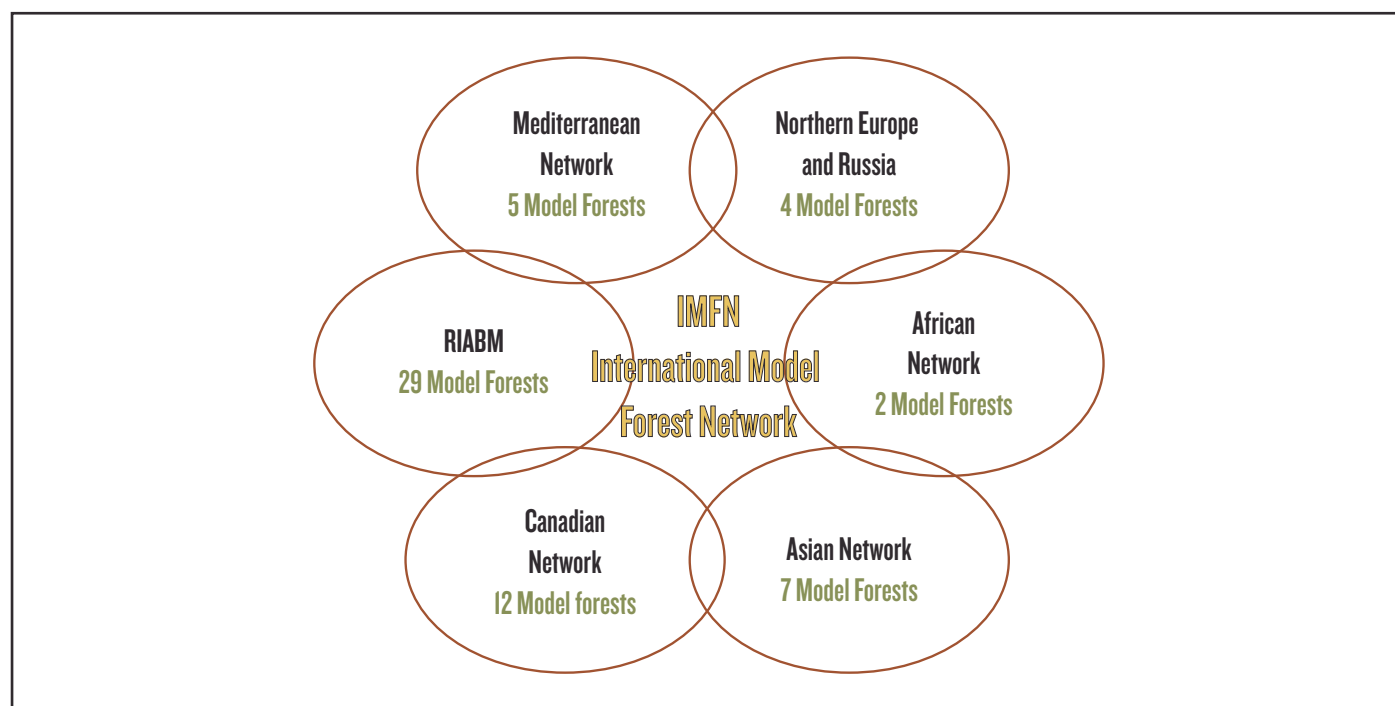 Mediterranean
Network
5 Model Forests
Northern Europe
and Russia
4 Model Forests
RIABM
29 Model Forests
IMFN
International Model
Forest Network
African
Network
2 Model Forests
Canadian
Network
12 Model forests
Asian Network
7 Model Forests